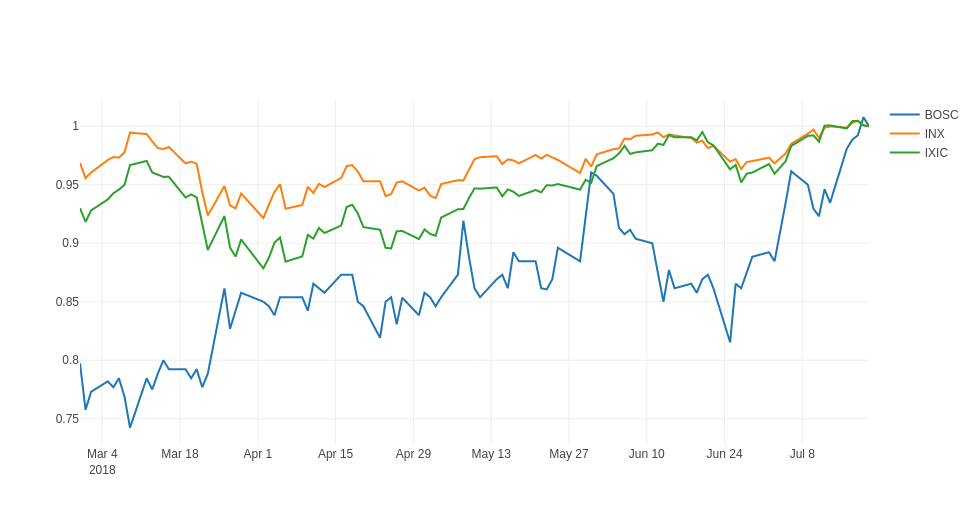 1
0.95
0.9
0.85
0.8
0.75
Mar 4
2018
Mar 18
Apr 1
Apr 15
Apr 29
May 13
May 27
Jun 10
Jun 24
Jul 8
BOSC
INX
IXIC